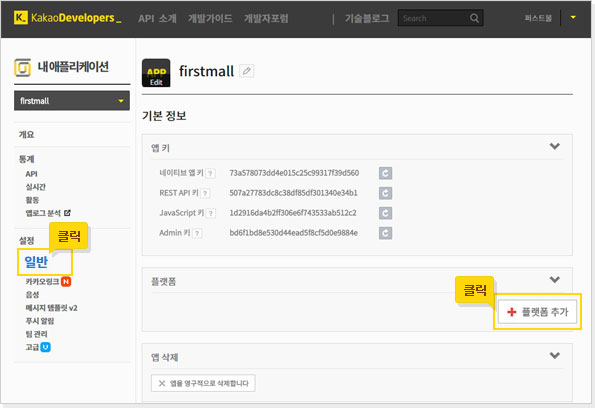 KakaoDevelopers_
API 소개 개발가이드 개발자포럼 | 기술블로그 Search 퍼스트몰
내 애플리케이션
firstmall
개요
통계
API
실시간
활동
앱로그 분석
설정
클릭
일반
카카오링크 N
음성
메시지 템플릿 v2
푸시 알림
팀 관리
고급 U
APP
Edit
firstmall
기본 정보
앱 키
네이티브 앱 키 ? 73a578073dd4e015c25c99317f39d560
REST API 키 ? 507a27783dc8c38df85df301340e34b1
JavaScript 키 ? 1d2916da4b2ff306e6f743533ab512c2
Admin 키 ? bd6f1bd8e530d44ead5f8cf5d0e9884e
플랫폼
클릭
플랫폼 추가
앱 삭제
앱을 영구적으로 삭제합니다